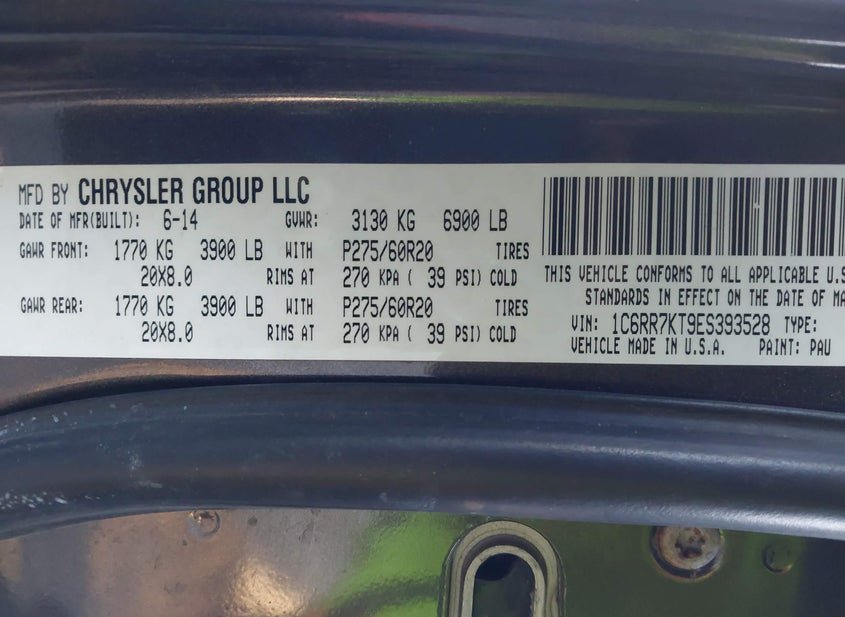 MFD BY CHRYSLER GROUP LLC
DATE OF MFR(BUILT): 6-14 GVWR: 3130 KG 6900 LB
GAWR FRONT: 1770 KG 3900 LB WITH P275/60R20 TIRES
20X8.0 RIMS AT 270 KPA ( 39 PSI) COLD
GAWR REAR: 1770 KG 3900 LB WITH P275/60R20 TIRES
20X8.0 RIMS AT 270 KPA ( 39 PSI) COLD
THIS VEHICLE CONFORMS TO ALL APPLICABLE U.S
STANDARDS IN EFFECT ON THE DATE OF MA
VIN: 1C6RR7KT9ES393528 TYPE:
VEHICLE MADE IN U.S.A. PAINT: PAU